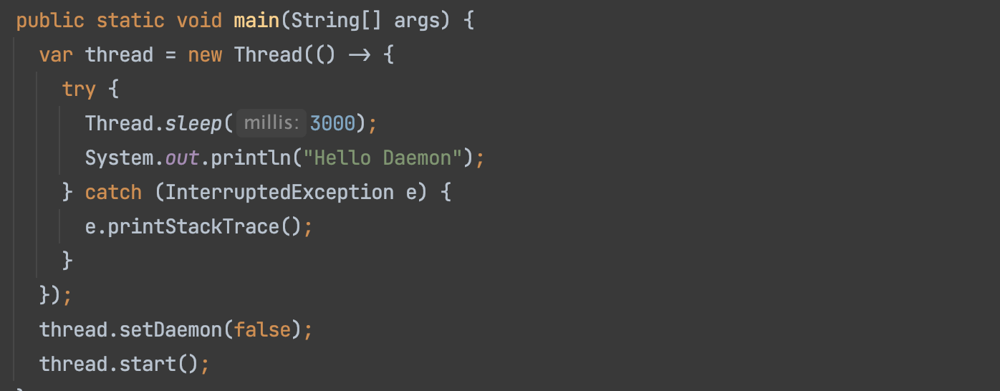 public static void main(String[] args) {
var thread = new Thread(() -> {
try {
Thread.sleep( millis: 3000);
System.out.println("Hello Daemon");
} catch (InterruptedException e) {
e.printStackTrace();
}
});
thread.setDaemon(false);
thread.start();